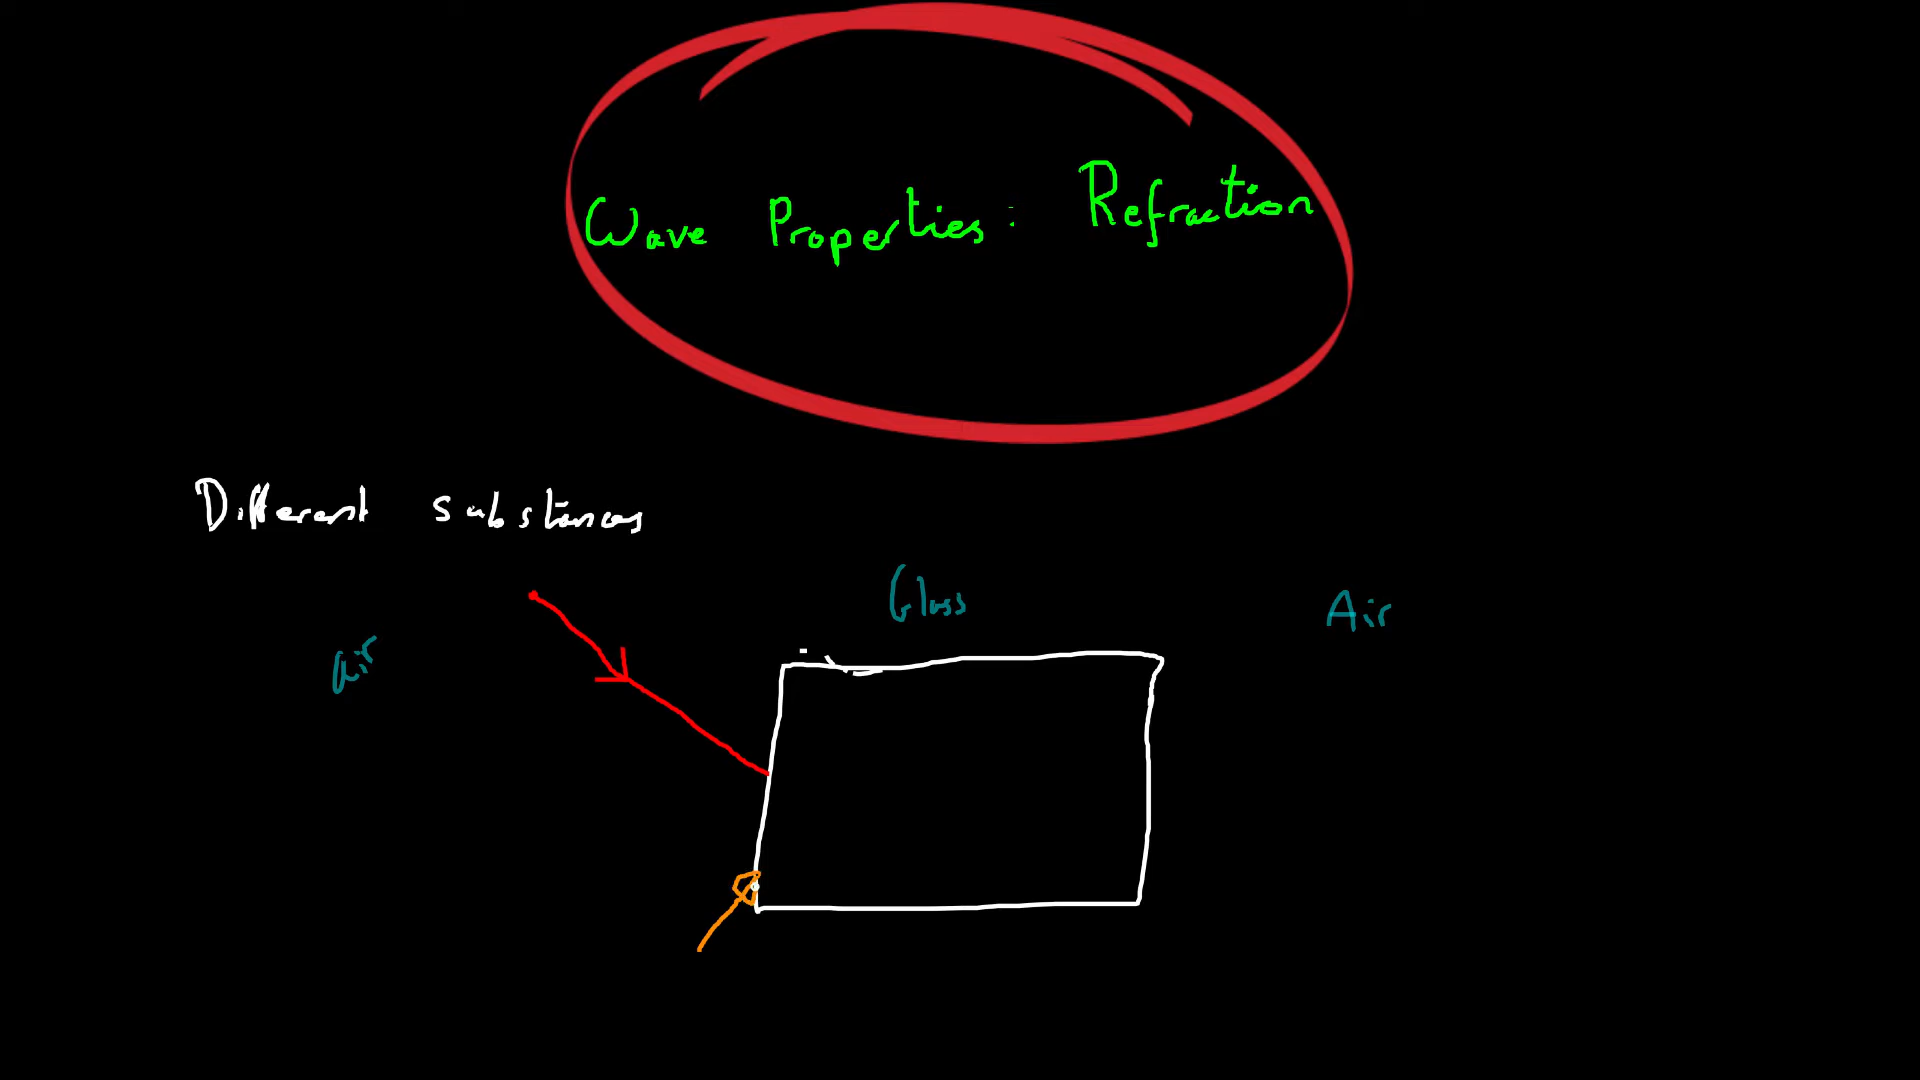 Wave Properties: Refraction
Different substances
Glass
Air
air